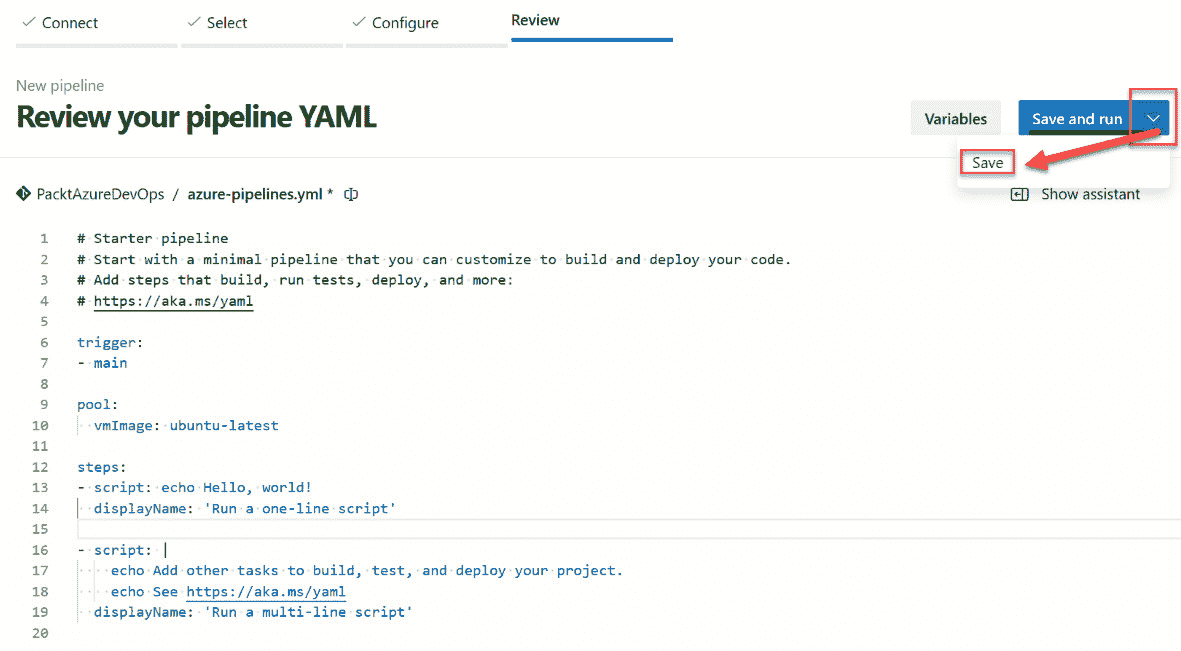 Connect
Select
Configure
Review
New pipeline
Review your pipeline YAML
Variables
Save and run
Save
PacktAzureDevOps / azure-pipelines.yml *
Show assistant
1 # Starter pipeline
2 # Start with a minimal pipeline that you can customize to build and deploy your code.
3 # Add steps that build, run tests, deploy, and more:
4 # https://aka.ms/yaml
5
6 trigger:
7 - main
8
9 pool:
10   vmImage: ubuntu-latest
11
12 steps:
13 - script: echo Hello, world!
14   displayName: 'Run a one-line script'
15
16 - script: |
17     echo Add other tasks to build, test, and deploy your project.
18     echo See https://aka.ms/yaml
19   displayName: 'Run a multi-line script'
20